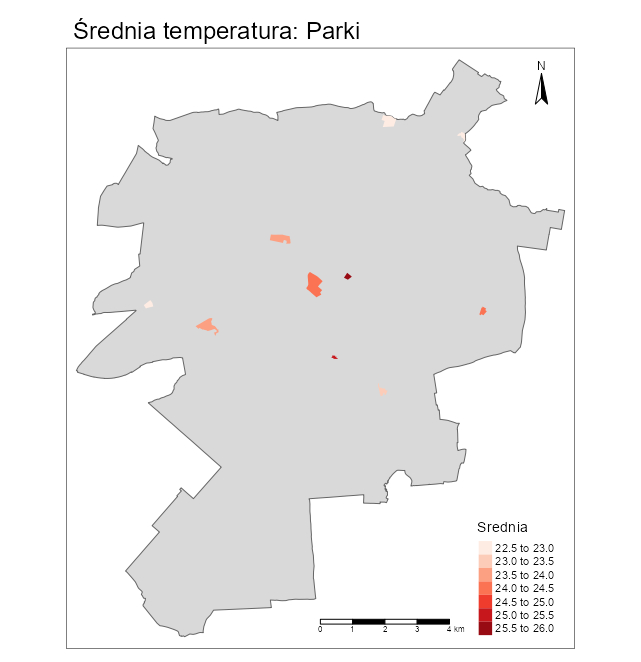 Średnia temperatura: Parki
N
Srednia
22.5 to 23.0
23.0 to 23.5
23.5 to 24.0
24.0 to 24.5
24.5 to 25.0
25.0 to 25.5
25.5 to 26.0
0 1 2 3 4 km